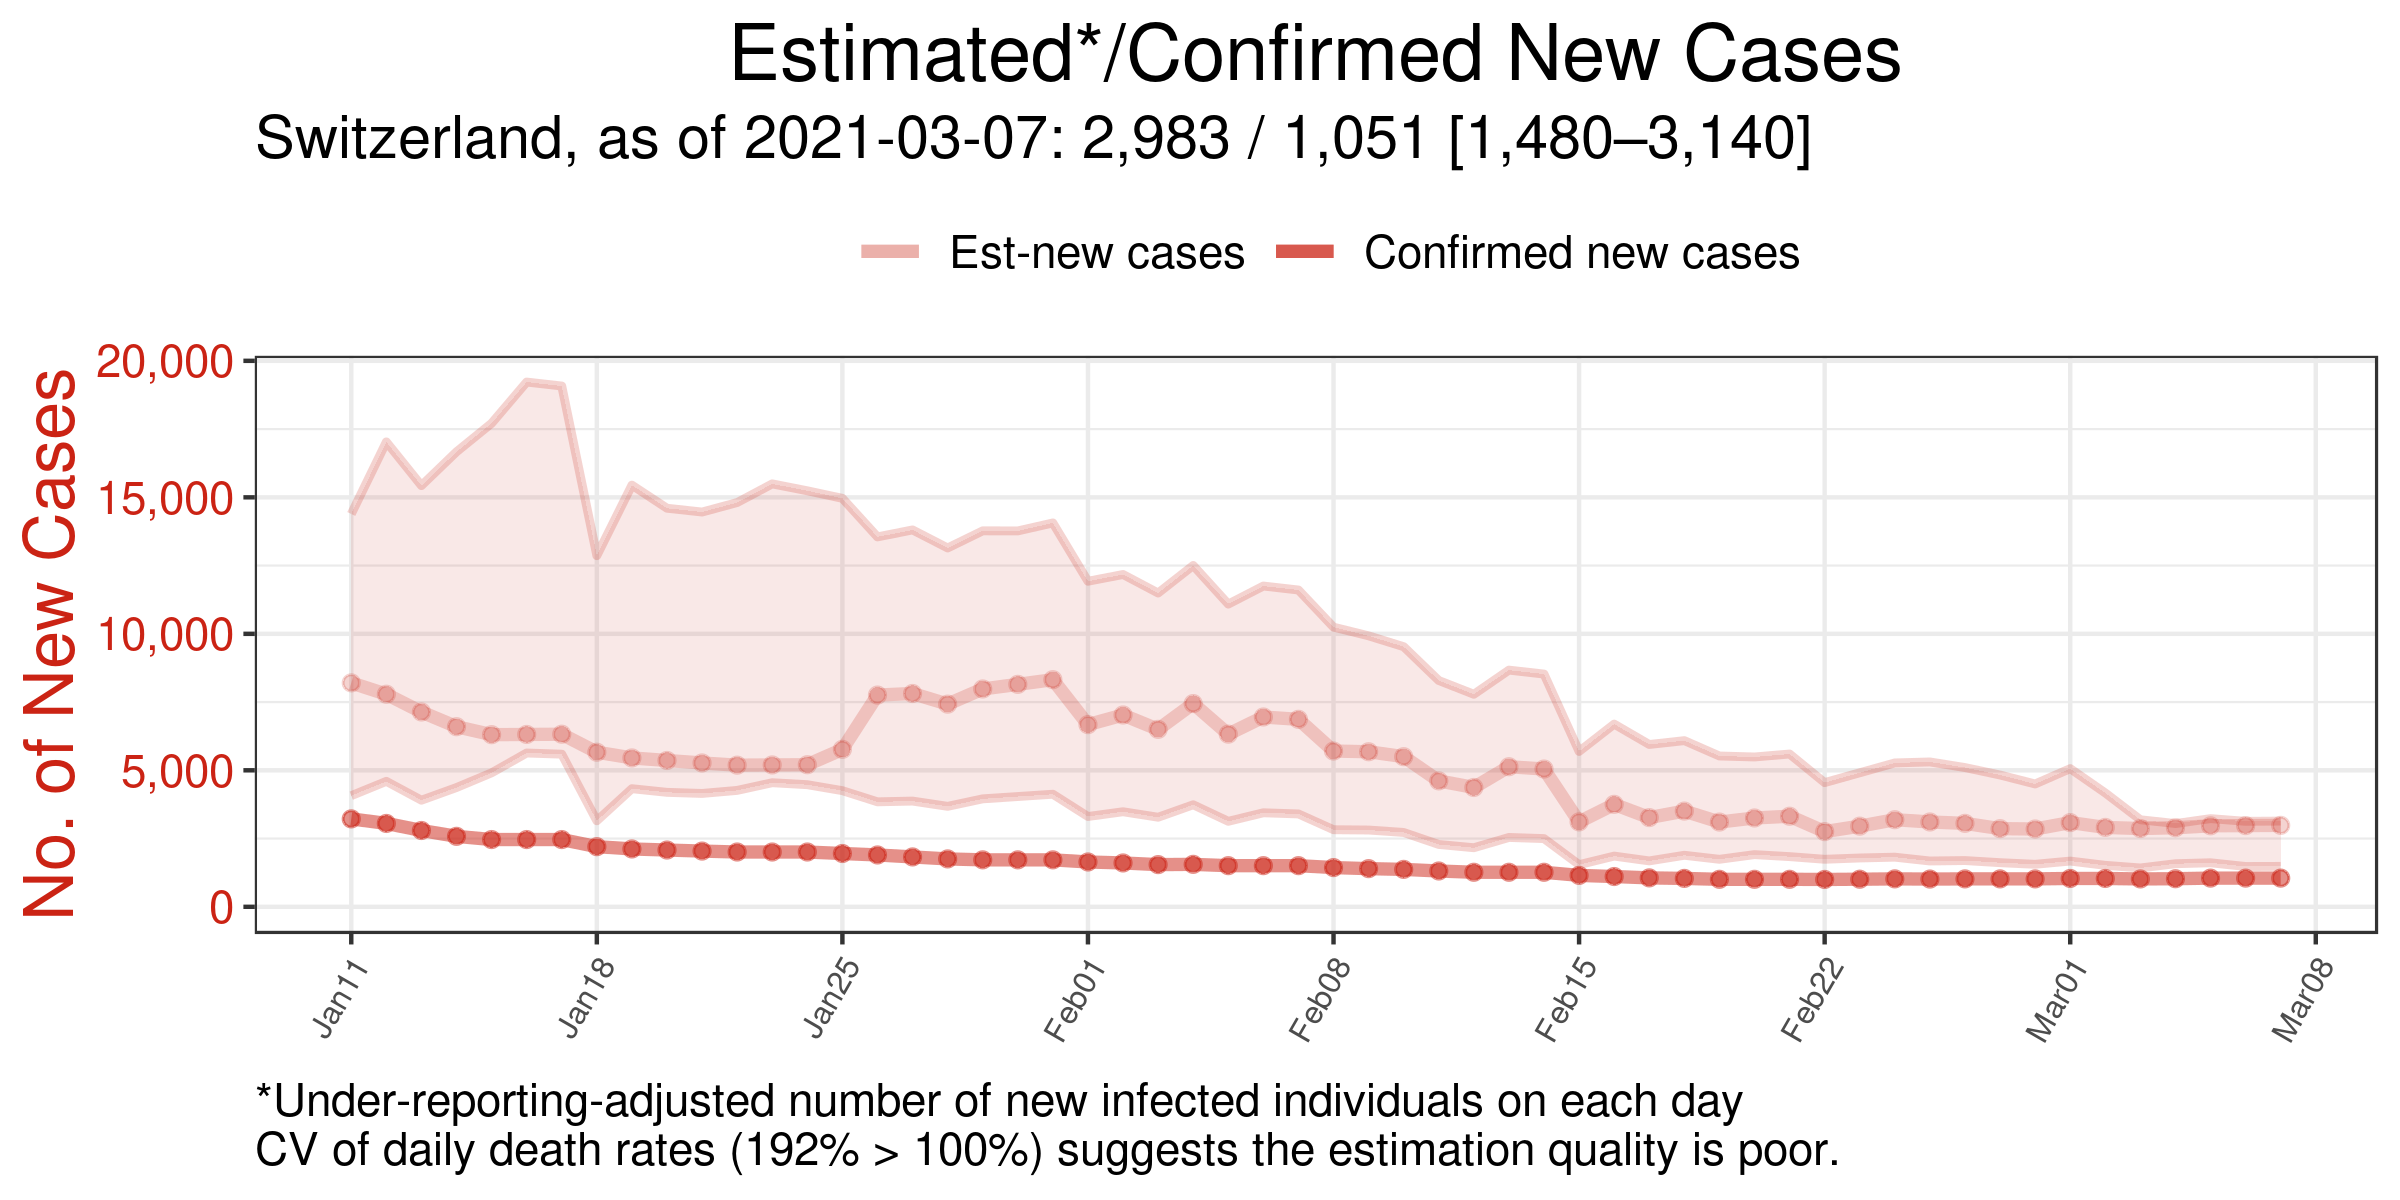 Estimated*/Confirmed New Cases
Switzerland, as of 2021-03-07: 2,983 / 1,051 [1,480–3,140]
Est-new cases
Confirmed new cases
No. of New Cases
20,000
15,000
10,000
5,000
0
Jan11
Jan18
Jan25
Feb01
Feb08
Feb15
Feb22
Mar01
Mar08
*Under-reporting-adjusted number of new infected individuals on each day
CV of daily death rates (192% > 100%) suggests the estimation quality is poor.